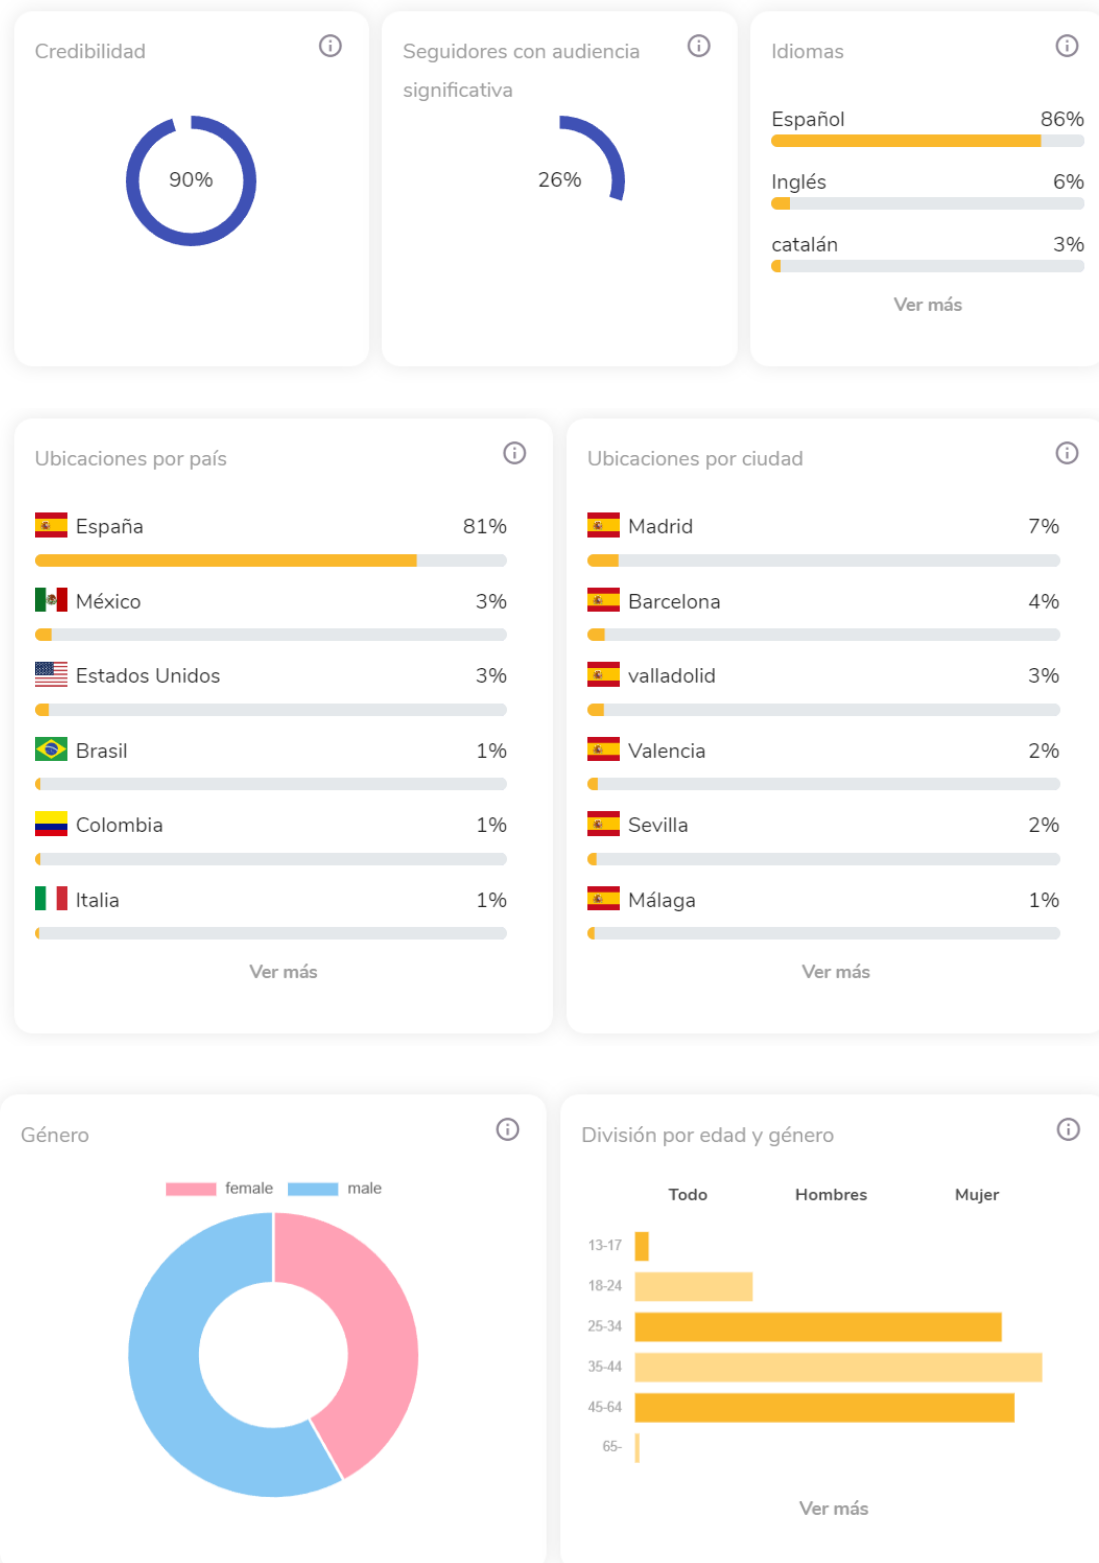 Credibilidad
90%
Seguidores con audiencia
significativa
26%
Idiomas
Español 86%
Inglés 6%
catalán 3%
Ver más
Ubicaciones por país
España 81%
México 3%
Estados Unidos 3%
Brasil 1%
Colombia 1%
Italia 1%
Ver más
Ubicaciones por ciudad
Madrid 7%
Barcelona 4%
valladolid 3%
Valencia 2%
Sevilla 2%
Málaga 1%
Ver más
Género
female male
División por edad y género
Todo Hombres Mujer
13-17
18-24
25-34
35-44
45-64
65-
Ver más